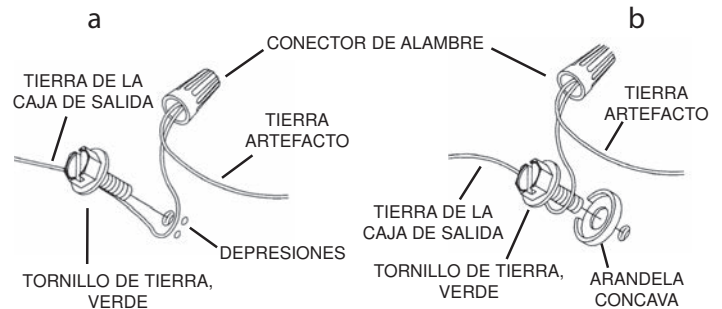 a
b
CONECTOR DE ALAMBRE
TIERRA DE LA
CAJA DE SALIDA
TIERRA
ARTEFACTO
DEPRESIONES
TORNILLO DE TIERRA,
VERDE
TIERRA
ARTEFACTO
TIERRA DE LA
CAJA DE SALIDA
TORNILLO DE TIERRA,
VERDE
ARANDELA
CONCAVA